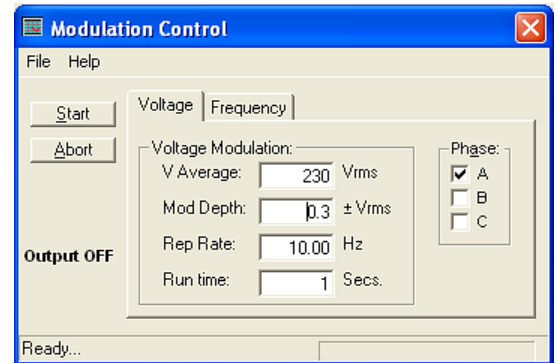 Modulation Control
File Help
Start
Abort
Output OFF
Voltage Frequency
Voltage Modulation:
V Average: 230 Vrms
Mod Depth: 0.3 ± Vrms
Rep Rate: 10.00 Hz
Run time: 1 Secs.
Phase:
A
B
C
Ready...